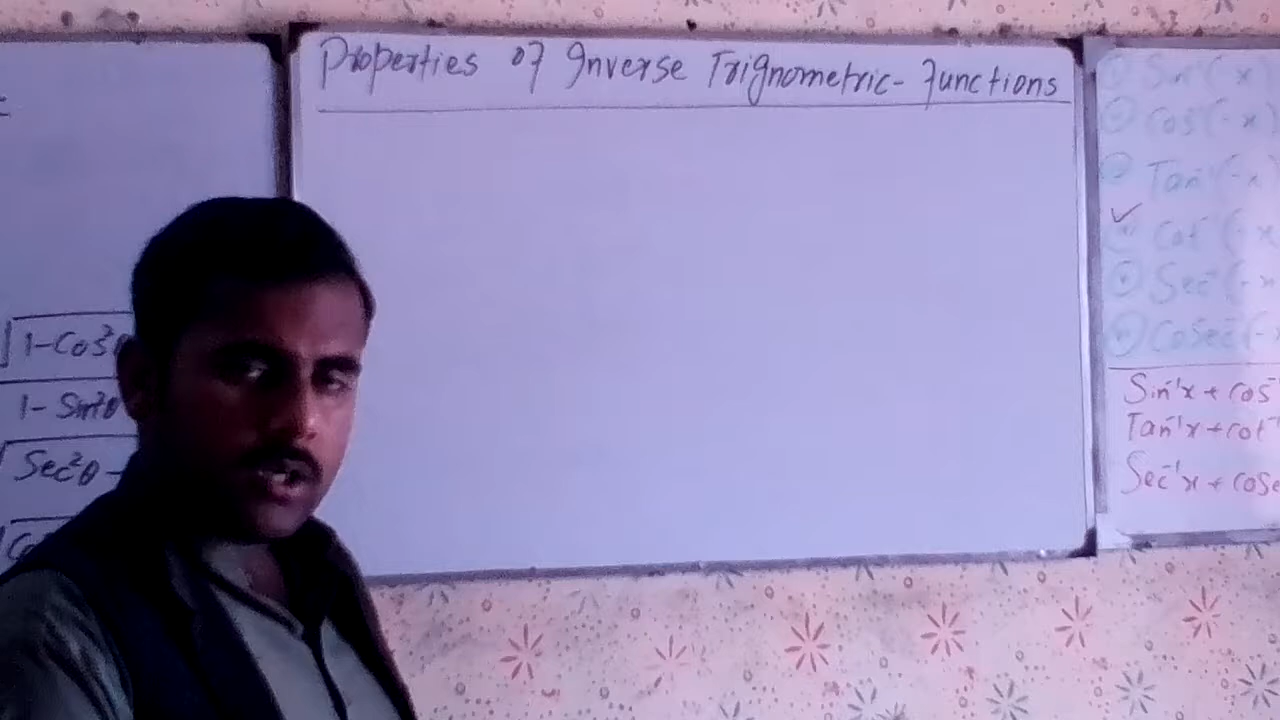 Properties of Inverse Trignometric-Functions
1-Cos²θ
1-Sin²θ
Sec²θ-
Sin⁻¹(-x)
Cos⁻¹(-x)
Tan⁻¹(-x)
Cot⁻¹(-x
Sec⁻¹(-x
Cosec⁻¹(-
Sin⁻¹x + Cos⁻
Tan⁻¹x + Cot⁻¹
Sec⁻¹x + Cose